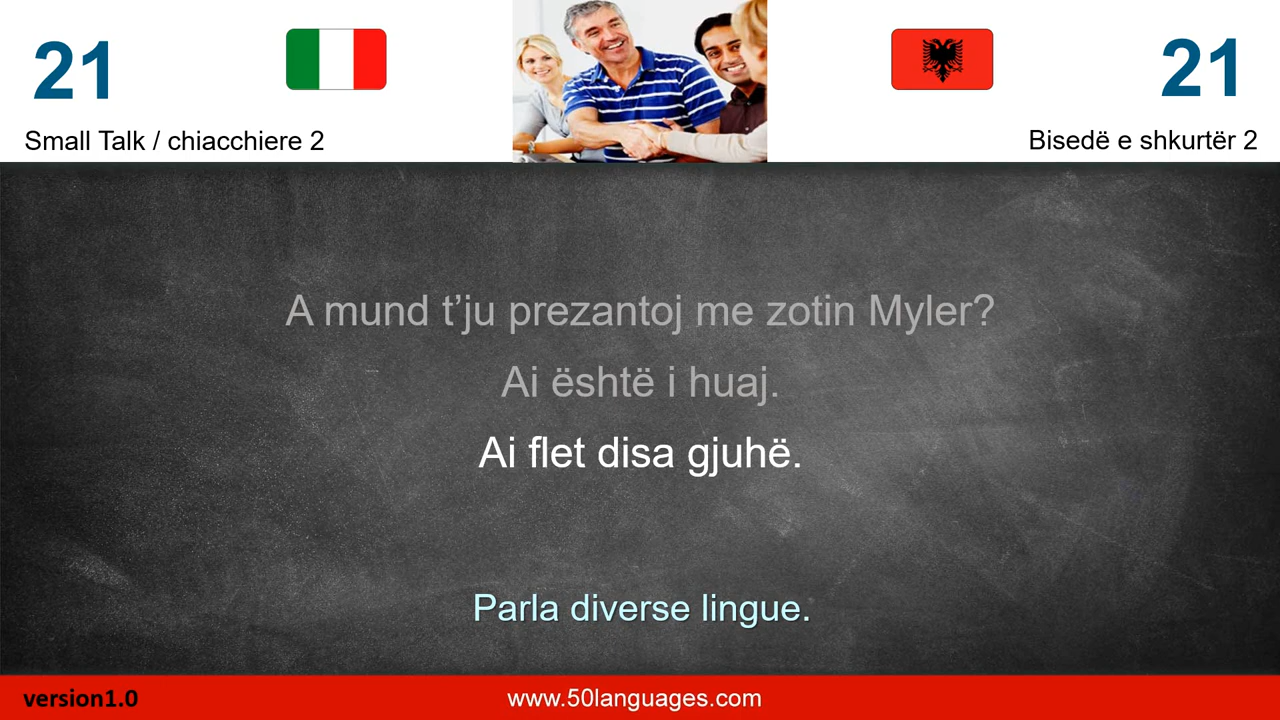 21
21
Small Talk / chiacchiere 2
Bisedë e shkurtër 2
A mund t’ju prezantoj me zotin Myler?
Ai është i huaj.
Ai flet disa gjuhë.
Parla diverse lingue.
version1.0
www.50languages.com